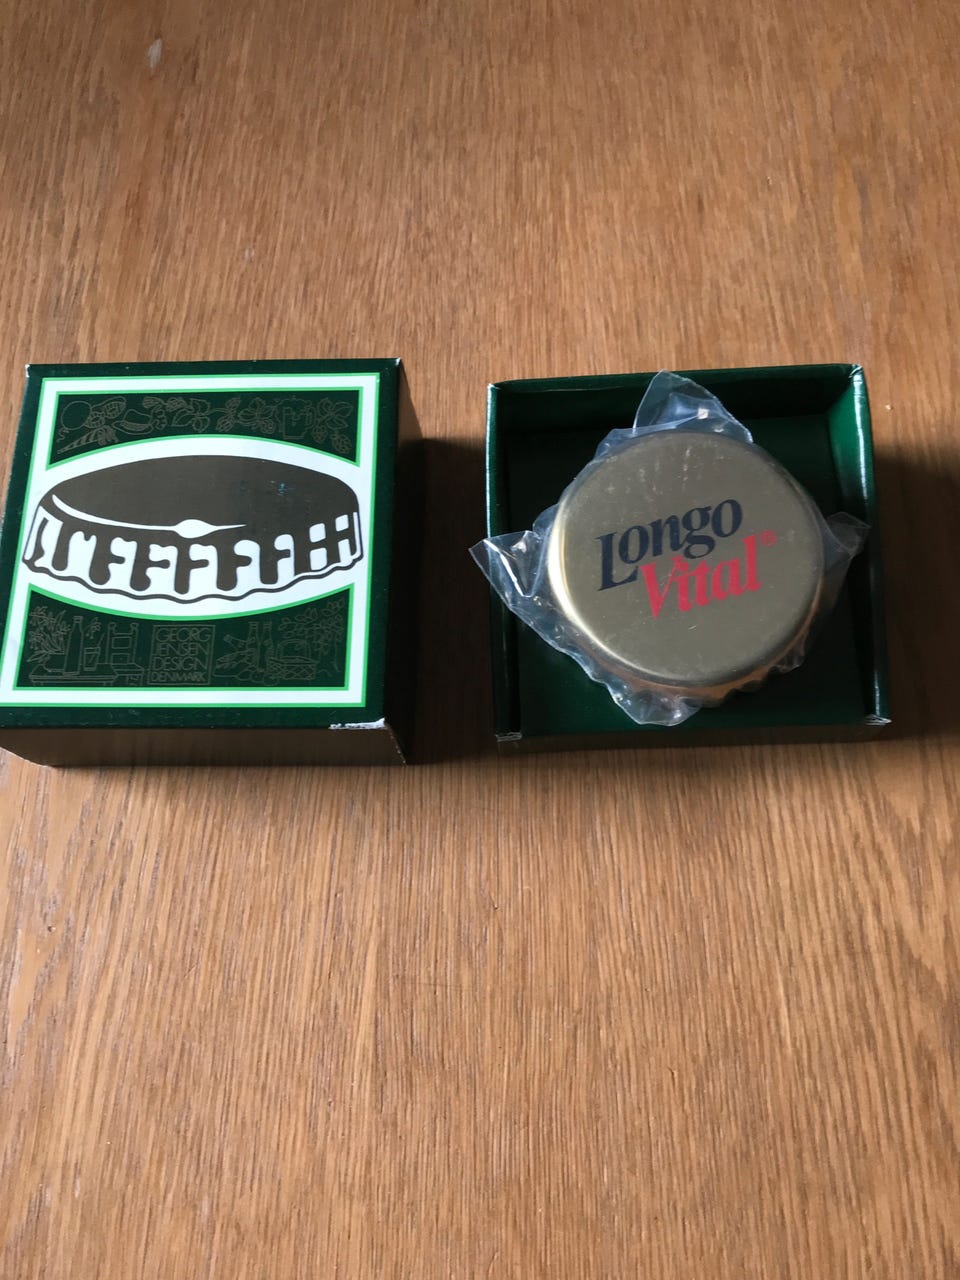 GEORG
JENSEN
DESIGN
DENMARK
Longo
Vital®